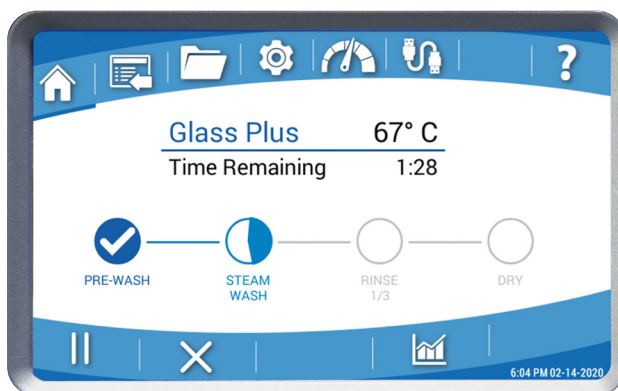 ?
Glass Plus 67° C
Time Remaining 1:28
PRE-WASH
STEAM
WASH
RINSE
1/3
DRY
6:04 PM 02-14-2020